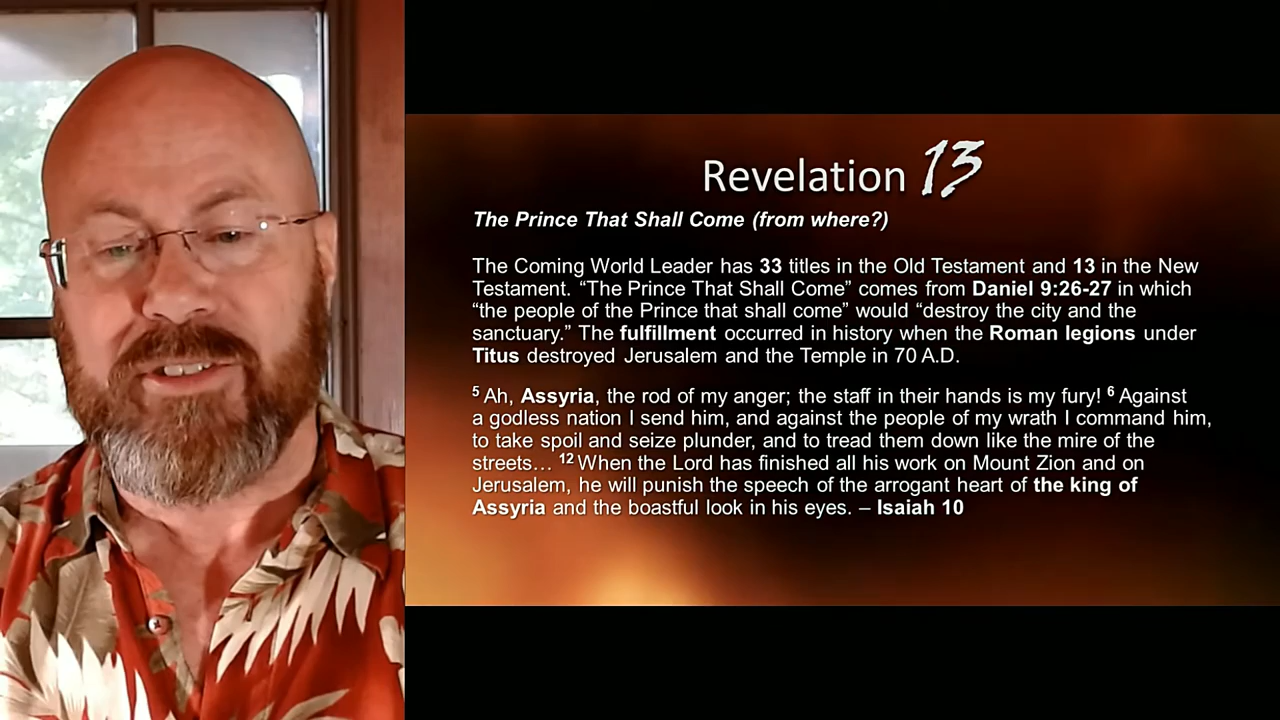 Revelation 13
The Prince That Shall Come (from where?)
The Coming World Leader has 33 titles in the Old Testament and 13 in the New
Testament. “The Prince That Shall Come” comes from Daniel 9:26-27 in which
“the people of the Prince that shall come” would “destroy the city and the
sanctuary.” The fulfillment occurred in history when the Roman legions under
Titus destroyed Jerusalem and the Temple in 70 A.D.
5 Ah, Assyria, the rod of my anger; the staff in their hands is my fury! 6 Against
a godless nation I send him, and against the people of my wrath I command him,
to take spoil and seize plunder, and to tread them down like the mire of the
streets… 12 When the Lord has finished all his work on Mount Zion and on
Jerusalem, he will punish the speech of the arrogant heart of the king of
Assyria and the boastful look in his eyes. – Isaiah 10